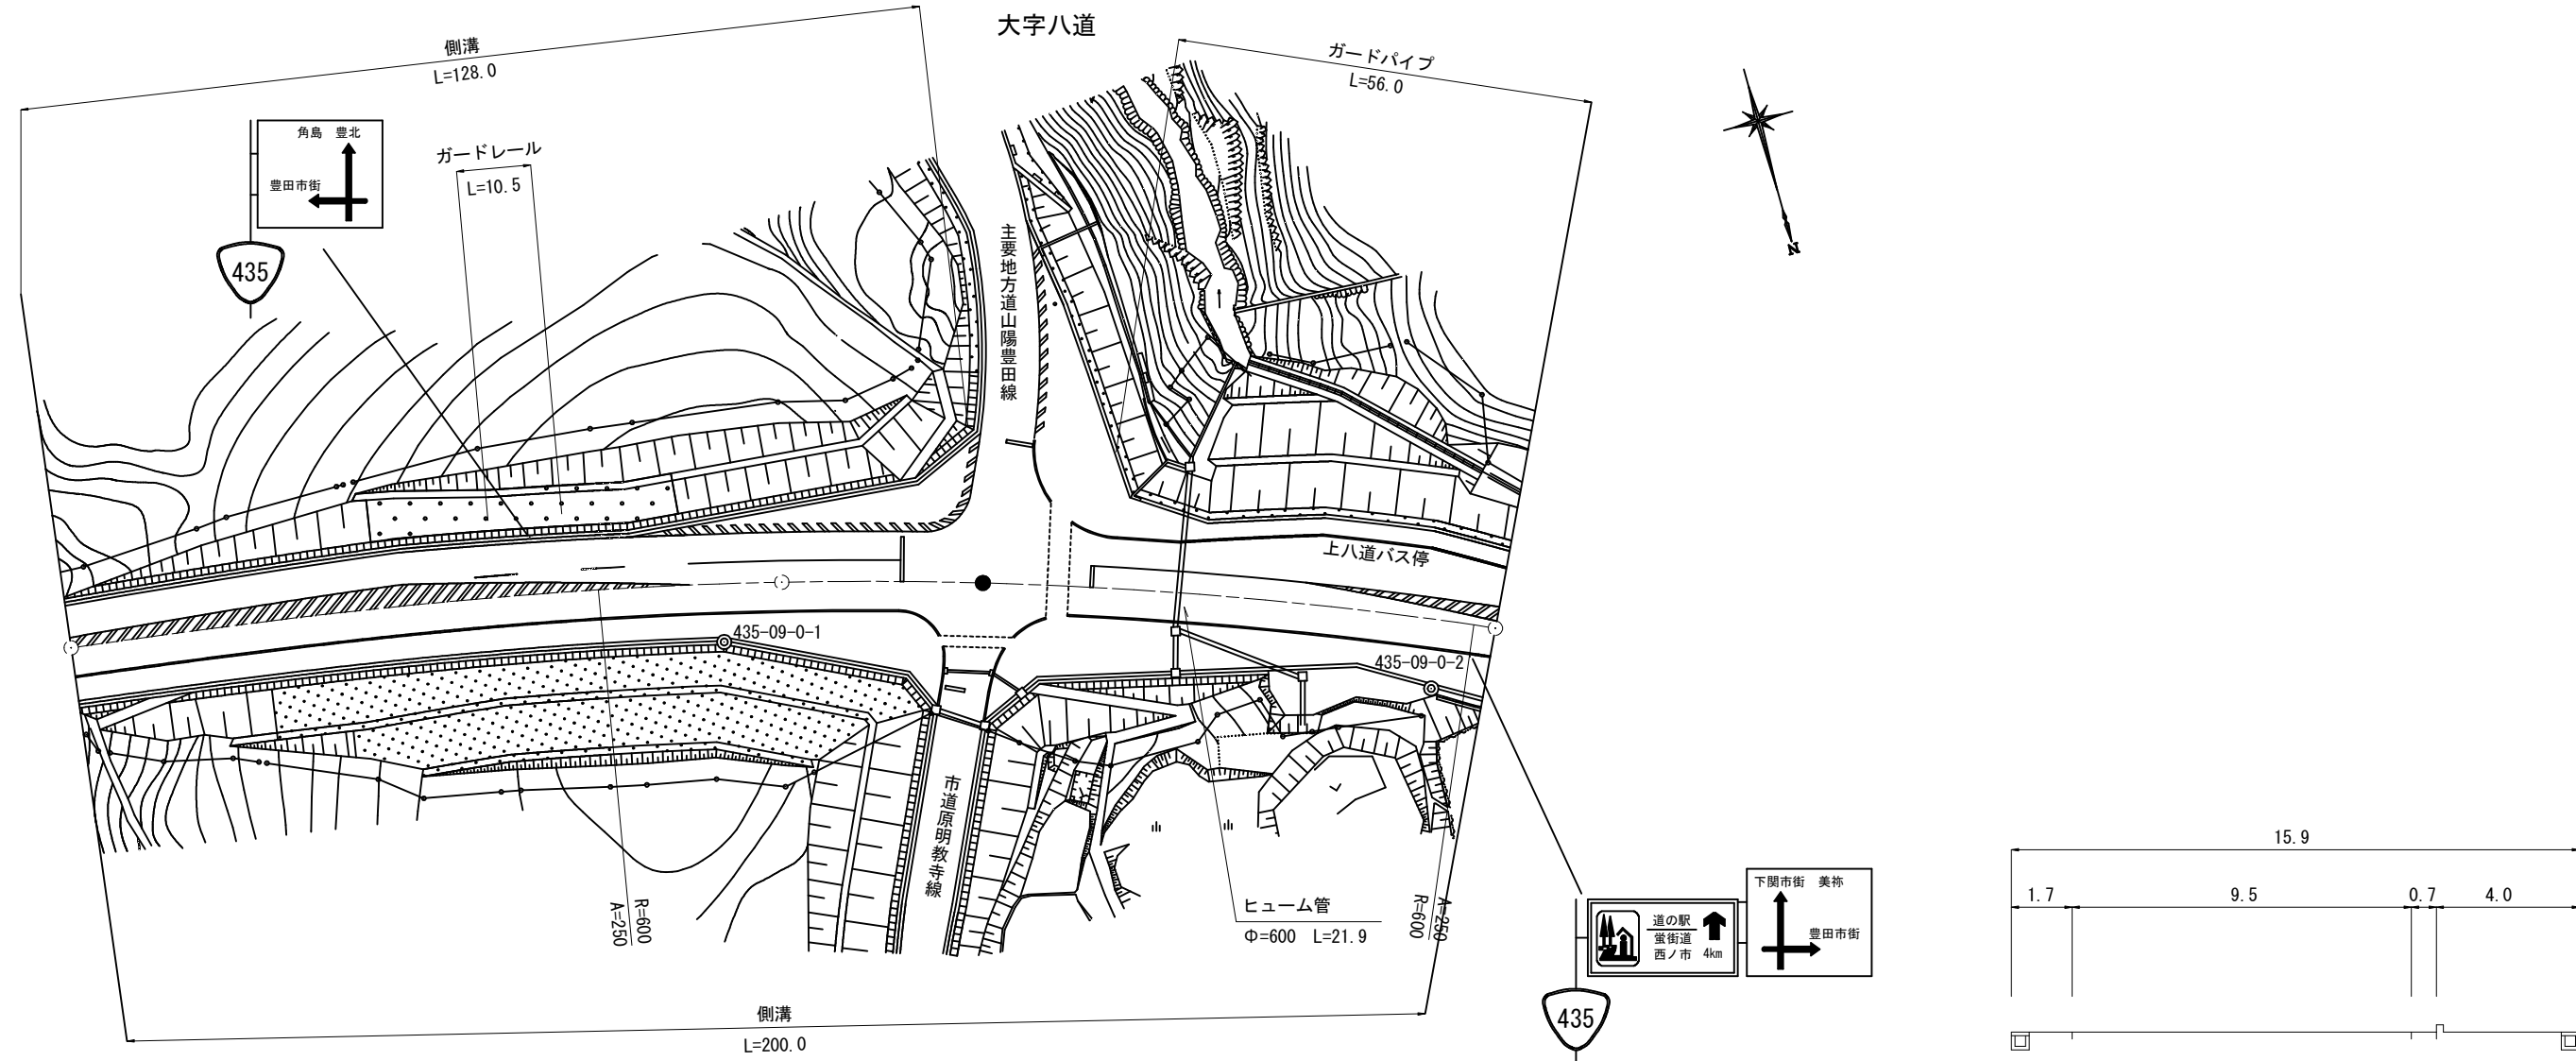 大字八道
側溝
L=128.0
ガードパイプ
L=56.0
角島 豊北
豊田市街
435
ガードレール
L=10.5
主要地方道山陽豊田線
N
上八道バス停
435-09-0-1
435-09-0-2
市道原明教寺線
R=600
A=250
ヒューム管
Φ=600 L=21.9
A=250
R=600
道の駅
蛍街道
西ノ市 4km
下関市街 美祢
豊田市街
435
側溝
L=200.0
15.9
1.7 9.5 0.7 4.0